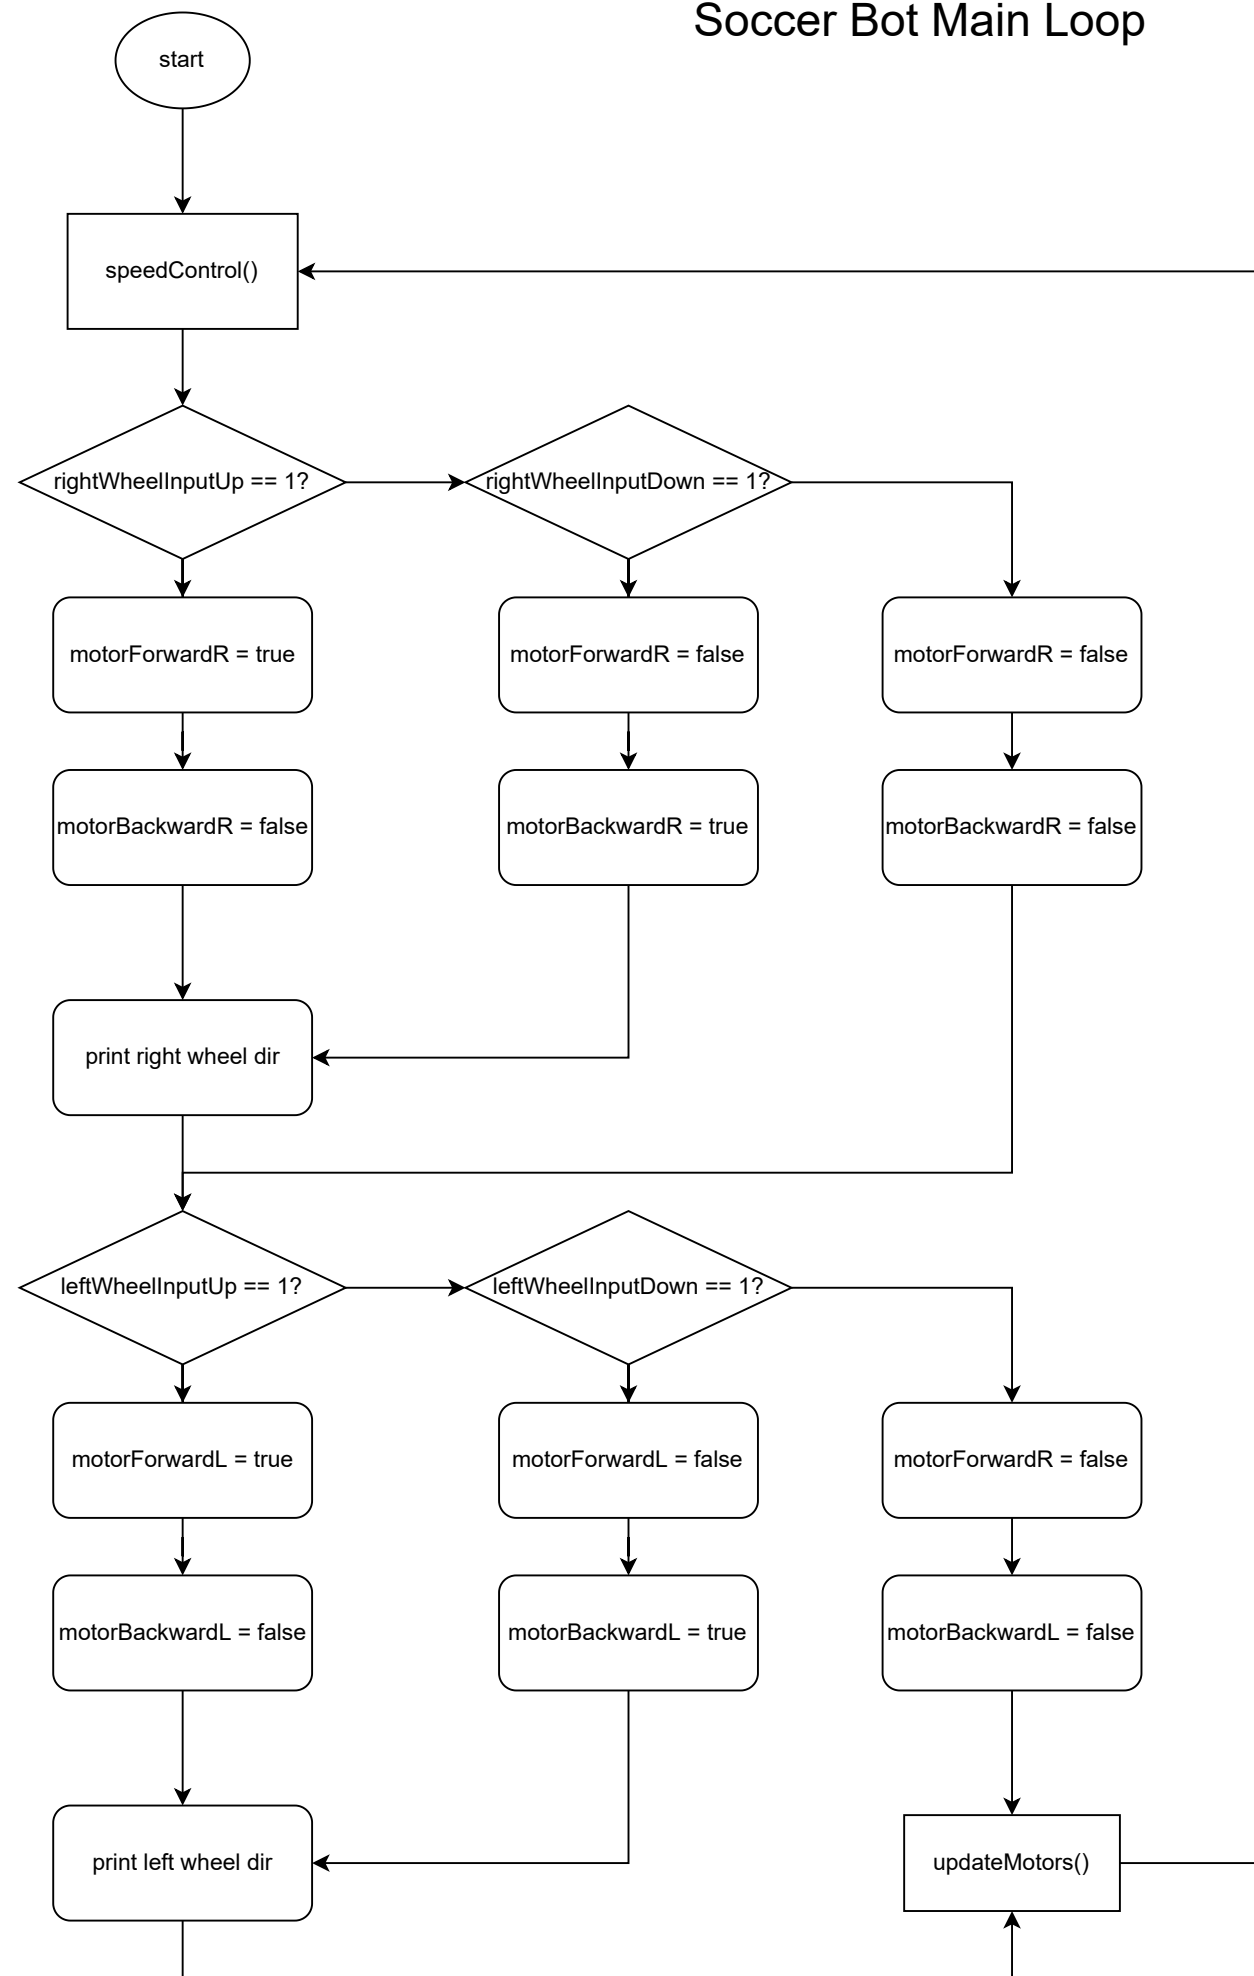 Soccer Bot Main Loop
start
speedControl()
rightWheelInputUp == 1?
rightWheelInputDown == 1?
motorForwardR = true
motorForwardR = false
motorForwardR = false
motorBackwardR = false
motorBackwardR = true
motorBackwardR = false
print right wheel dir
leftWheelInputUp == 1?
leftWheelInputDown == 1?
motorForwardL = true
motorForwardL = false
motorForwardR = false
motorBackwardL = false
motorBackwardL = true
motorBackwardL = false
print left wheel dir
updateMotors()